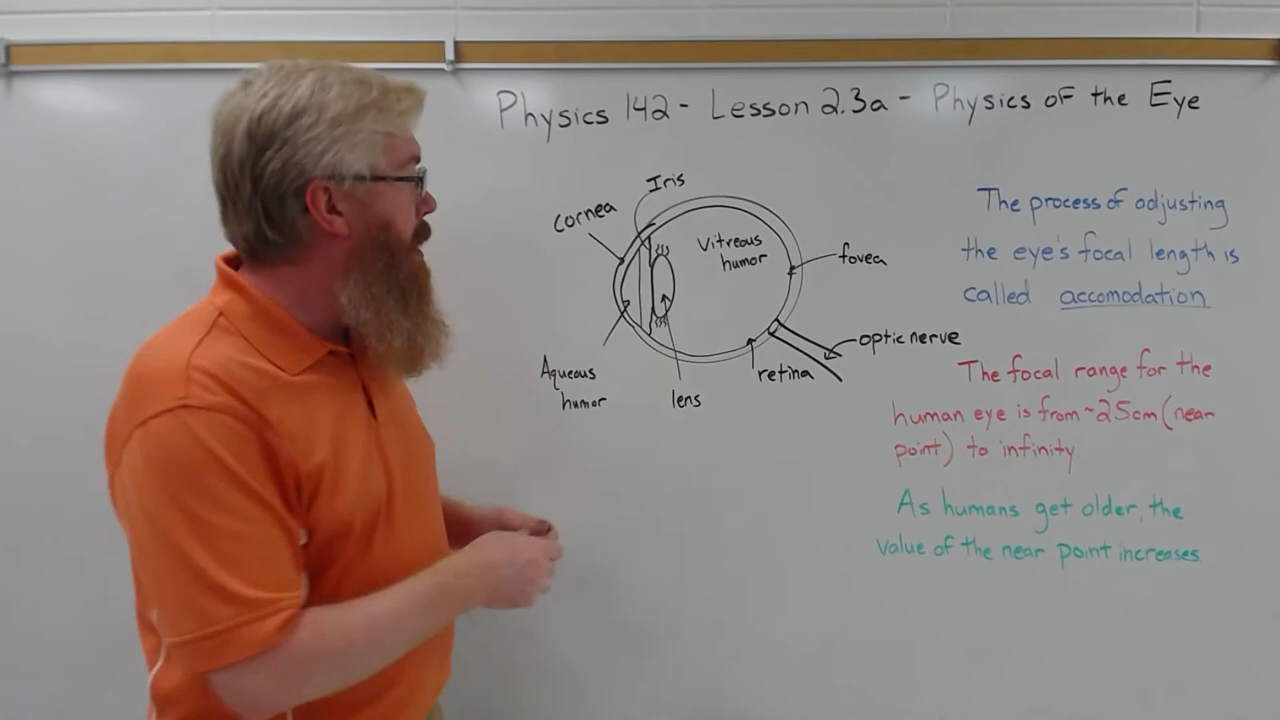 Physics 142 - Lesson 2.3a - Physics of the Eye
Iris
cornea
Vitreous
humor
fovea
optic nerve
retina
Aqueous
humor
lens
The process of adjusting
the eye's focal length is
called accomodation
The focal range for the
human eye is from ~25cm (near
point) to infinity
As humans get older, the
value of the near point increases